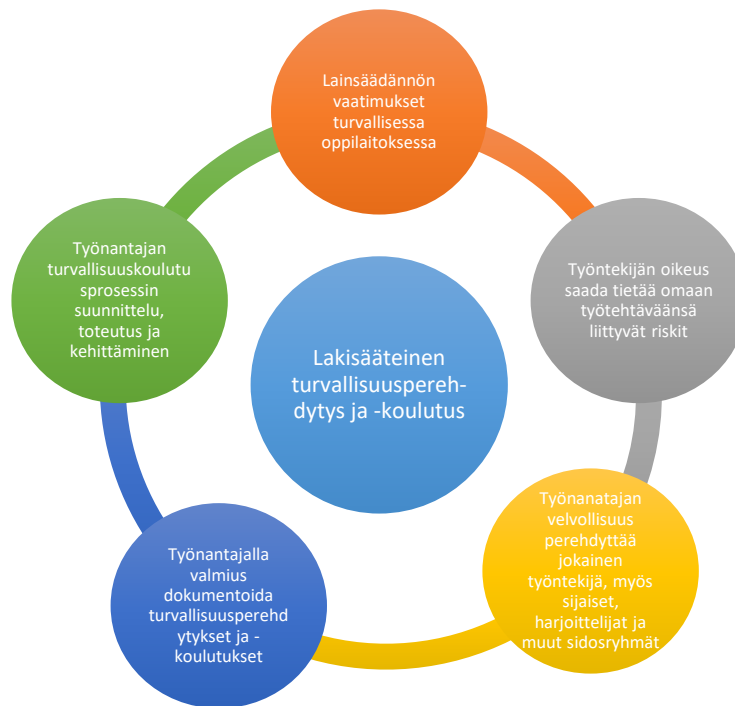 Lainsäädännön
vaatimukset
turvallisessa
oppilaitoksessa
Työntekijän oikeus
saada tietää omaan
työtehtäväänsä
liittyvät riskit
Työnanatajan
velvollisuus
perehdyttää
jokainen
työntekijä, myös
sijaiset,
harjoittelijat ja
muut sidosryhmät
Työnantajalla
valmius
dokumentoida
turvallisuusperehd
ytykset ja -
koulutukset
Työnantajan
turvallisuuskoulutu
sprosessin
suunnittelu,
toteutus ja
kehittäminen
Lakisääteinen
turvallisuuspereh-
dytys ja -koulutus